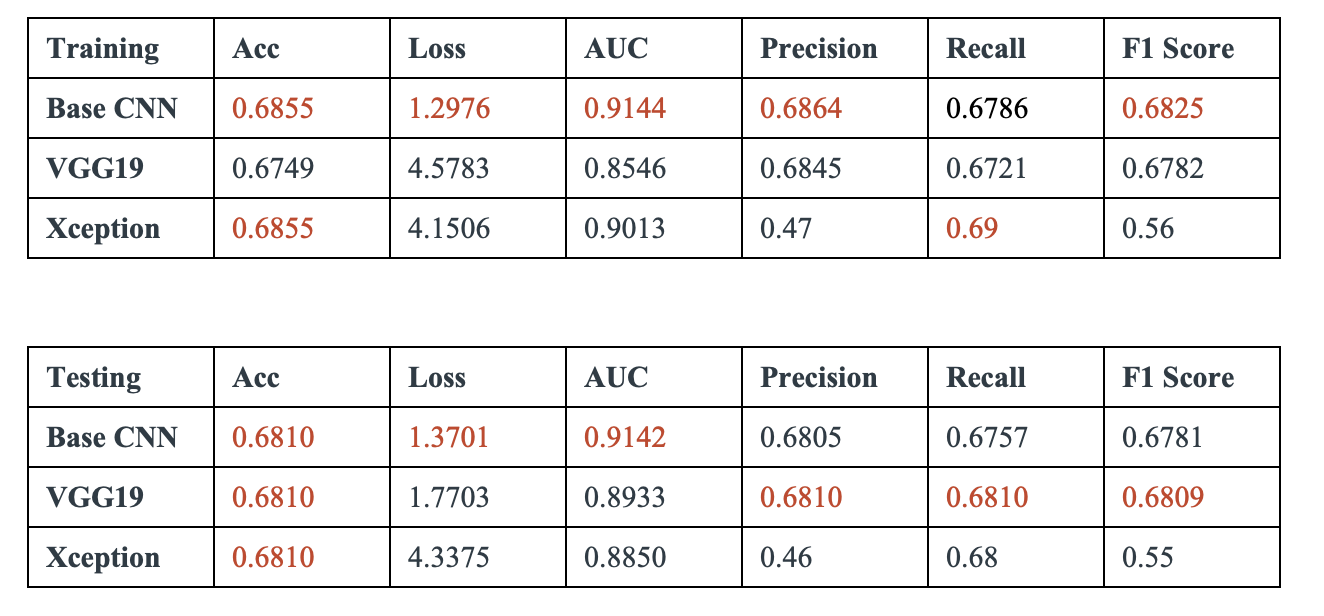 Training Acc Loss AUC Precision Recall F1 Score
Base CNN 0.6855 1.2976 0.9144 0.6864 0.6786 0.6825
VGG19 0.6749 4.5783 0.8546 0.6845 0.6721 0.6782
Xception 0.6855 4.1506 0.9013 0.47 0.69 0.56
Testing Acc Loss AUC Precision Recall F1 Score
Base CNN 0.6810 1.3701 0.9142 0.6805 0.6757 0.6781
VGG19 0.6810 1.7703 0.8933 0.6810 0.6810 0.6809
Xception 0.6810 4.3375 0.8850 0.46 0.68 0.55